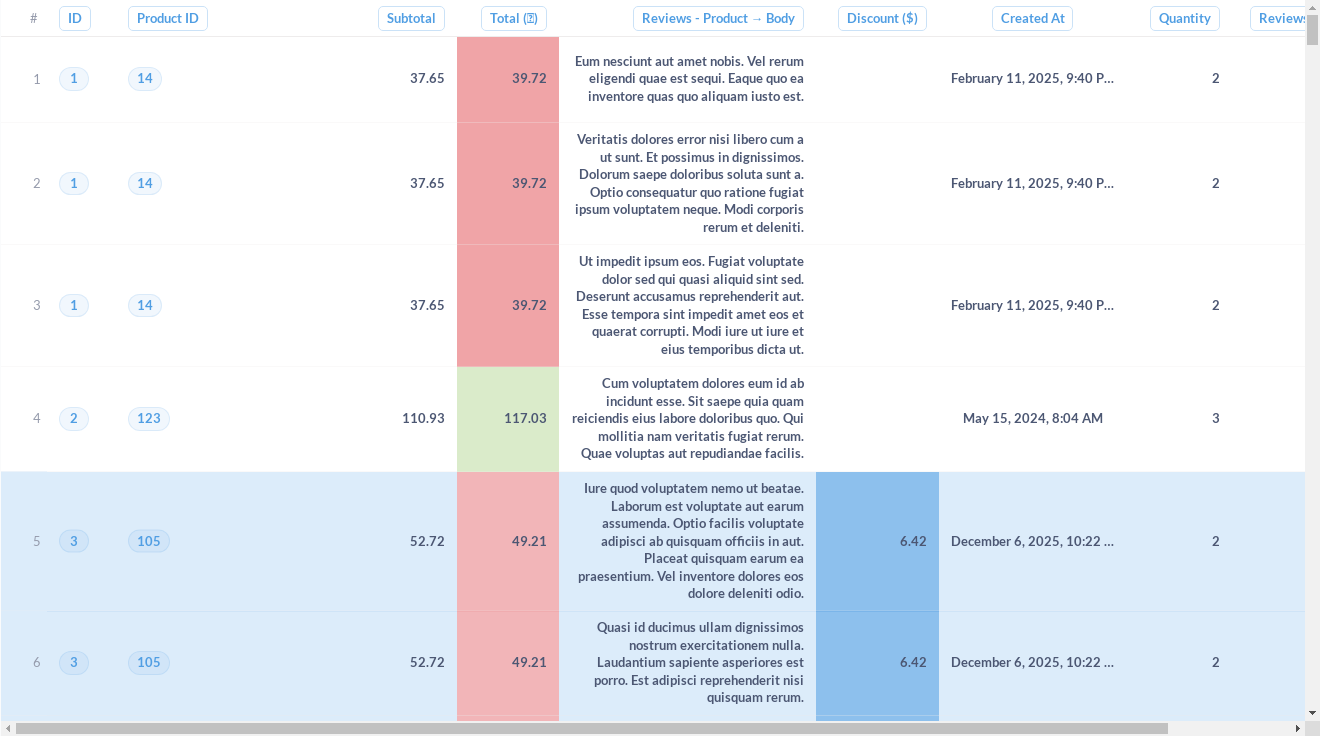 # ID Product ID Subtotal Total (▯) Reviews - Product → Body Discount ($) Created At Quantity Reviews
1 1 14 37.65 39.72 Eum nesciunt aut amet nobis. Vel rerum
eligendi quae est sequi. Eaque quo ea
inventore quas quo aliquam iusto est. February 11, 2025, 9:40 P... 2
2 1 14 37.65 39.72 Veritatis dolores error nisi libero cum a
ut sunt. Et possimus in dignissimos.
Dolorum saepe doloribus soluta sunt a.
Optio consequatur quo ratione fugiat
ipsum voluptatem neque. Modi corporis
rerum et deleniti. February 11, 2025, 9:40 P... 2
3 1 14 37.65 39.72 Ut impedit ipsum eos. Fugiat voluptate
dolor sed qui quasi aliquid sint sed.
Deserunt accusamus reprehenderit aut.
Esse tempora sint impedit amet eos et
quaerat corrupti. Modi iure ut iure et
eius temporibus dicta ut. February 11, 2025, 9:40 P... 2
4 2 123 110.93 117.03 Cum voluptatem dolores eum id ab
incidunt esse. Sit saepe quia quam
reiciendis eius labore doloribus quo. Qui
mollitia nam veritatis fugiat rerum.
Quae voluptas aut repudiandae facilis. May 15, 2024, 8:04 AM 3
5 3 105 52.72 49.21 Iure quod voluptatem nemo ut beatae.
Laborum est voluptate aut earum
assumenda. Optio facilis voluptate
adipisci ab quisquam officiis in aut.
Placeat quisquam earum ea
praesentium. Vel inventore dolores eos
dolore deleniti odio. 6.42 December 6, 2025, 10:22 ... 2
6 3 105 52.72 49.21 Quasi id ducimus ullam dignissimos
nostrum exercitationem nulla.
Laudantium sapiente asperiores est
porro. Est adipisci reprehenderit nisi
quisquam rerum. 6.42 December 6, 2025, 10:22 ... 2